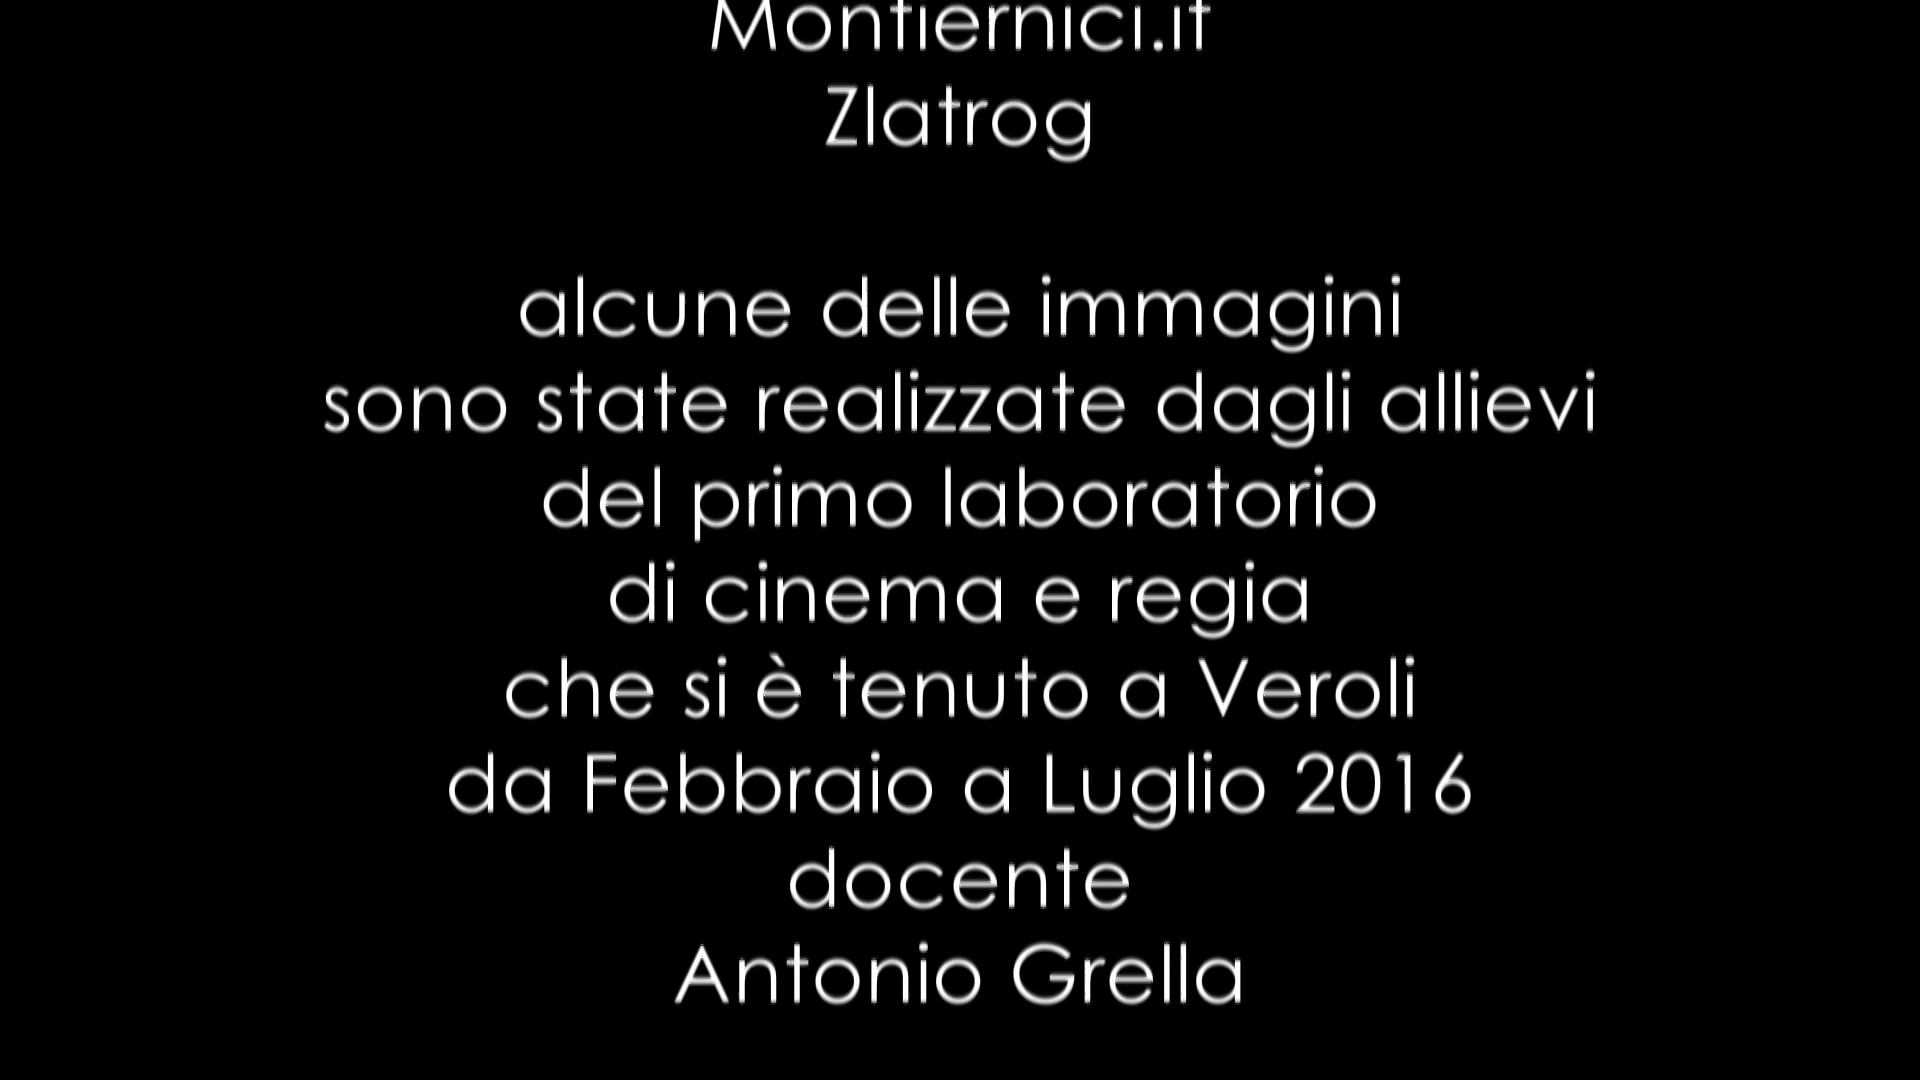 Montiernici.it
Zlatrog
alcune delle immagini
sono state realizzate dagli allievi
del primo laboratorio
di cinema e regia
che si è tenuto a Veroli
da Febbraio a Luglio 2016
docente
Antonio Grella